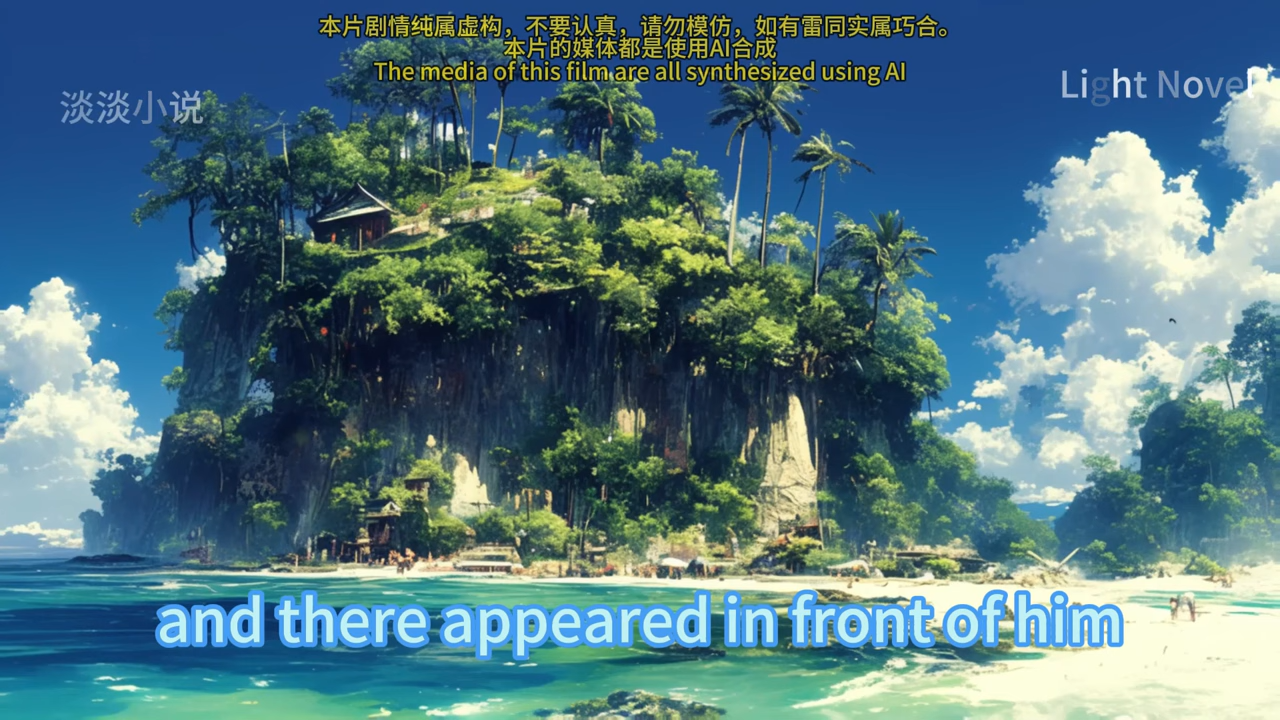 本片剧情纯属虚构，不要认真，请勿模仿，如有雷同实属巧合。
本片的媒体都是使用AI合成
The media of this film are all synthesized using AI
淡淡小说
Light Novel
and there appeared in front of him